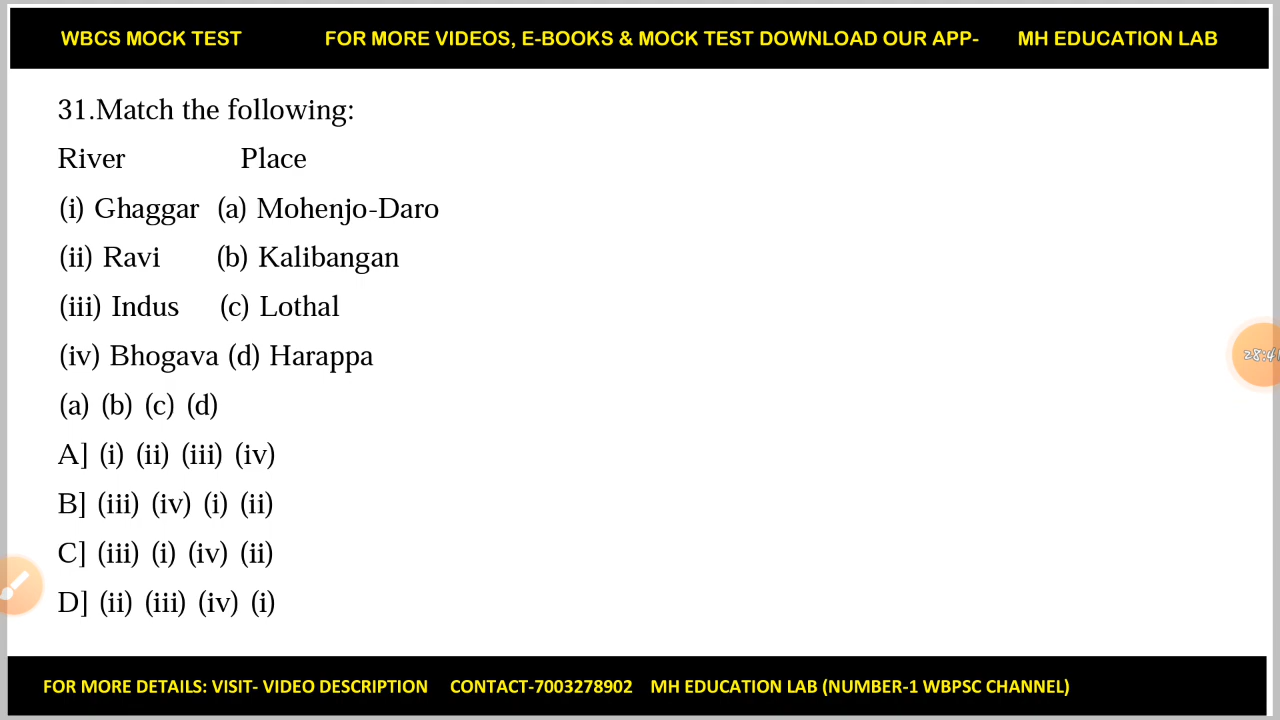 WBCS MOCK TEST FOR MORE VIDEOS, E-BOOKS & MOCK TEST DOWNLOAD OUR APP- MH EDUCATION LAB
31.Match the following:
River Place
(i) Ghaggar (a) Mohenjo-Daro
(ii) Ravi (b) Kalibangan
(iii) Indus (c) Lothal
(iv) Bhogava (d) Harappa
(a) (b) (c) (d)
A] (i) (ii) (iii) (iv)
B] (iii) (iv) (i) (ii)
C] (iii) (i) (iv) (ii)
D] (ii) (iii) (iv) (i)
FOR MORE DETAILS: VISIT- VIDEO DESCRIPTION CONTACT-7003278902 MH EDUCATION LAB (NUMBER-1 WBPSC CHANNEL)